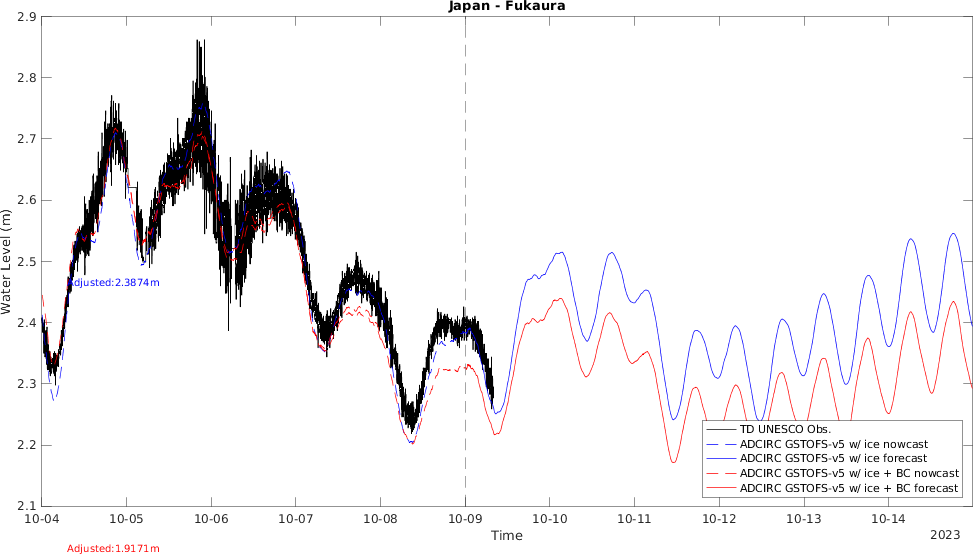 Japan - Fukaura
2.9
2.8
2.7
2.6
2.5
2.4
2.3
2.2
2.1
Water Level (m)
Adjusted:2.3874m
TD UNESCO Obs.
ADCIRC GSTOFS-v5 w/ ice nowcast
ADCIRC GSTOFS-v5 w/ ice forecast
ADCIRC GSTOFS-v5 w/ ice + BC nowcast
ADCIRC GSTOFS-v5 w/ ice + BC forecast
10-04 10-05 10-06 10-07 10-08 10-09 10-10 10-11 10-12 10-13 10-14
Time
2023
Adjusted:1.9171m